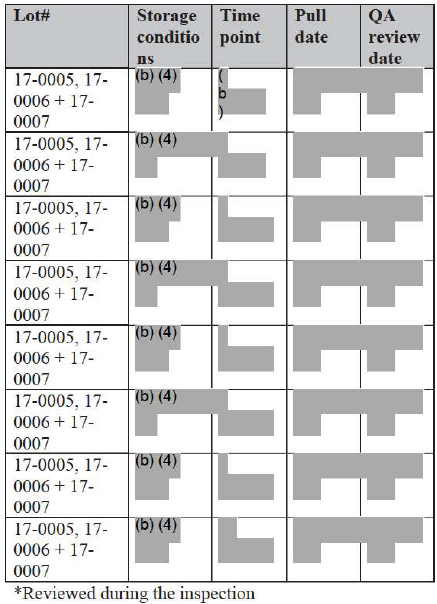 Lot# Storage conditio ns Time point Pull date QA review date
17-0005, 17-
0006 + 17-
0007
(b) (4)
(b)
17-0005, 17-
0006 + 17-
0007
(b) (4)
17-0005, 17-
0006 + 17-
0007
(b) (4)
17-0005, 17-
0006 + 17-
0007
(b) (4)
17-0005, 17-
0006 + 17-
0007
(b) (4)
17-0005, 17-
0006 + 17-
0007
(b) (4)
17-0005, 17-
0006 + 17-
0007
(b) (4)
17-0005, 17-
0006 + 17-
0007
(b) (4)
*Reviewed during the inspection